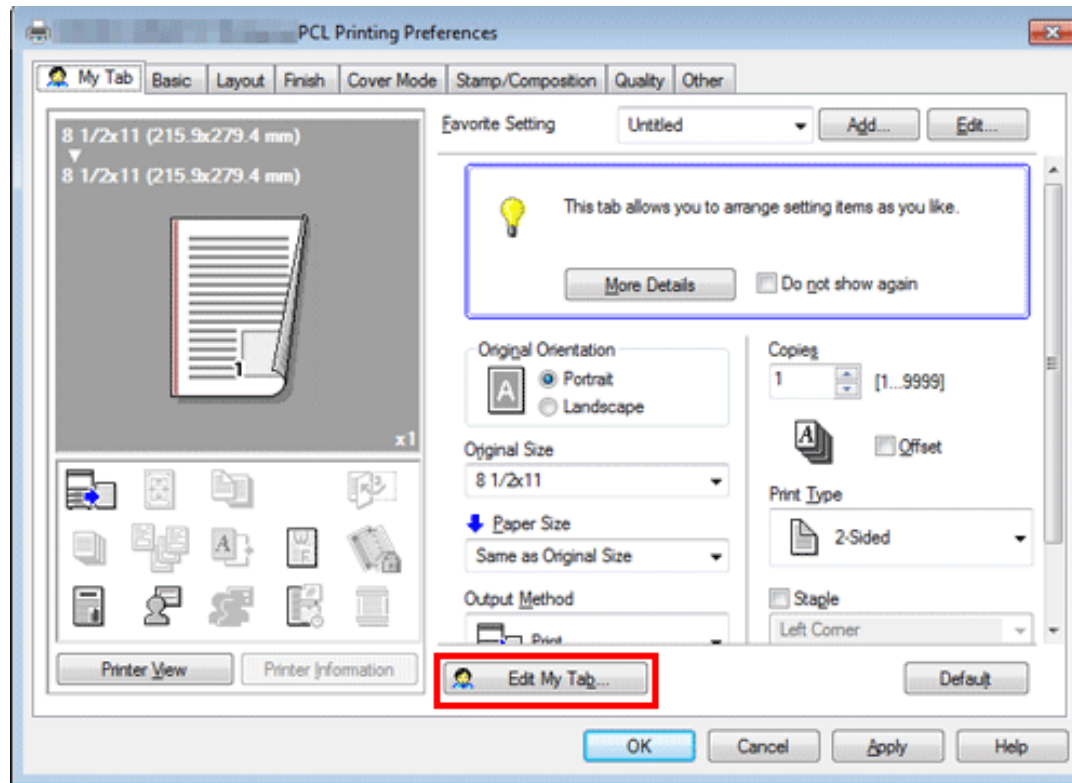 PCL Printing Preferences
My Tab Basic Layout Finish Cover Mode Stamp/Composition Quality Other
8 1/2x11 (215.9x279.4 mm)
8 1/2x11 (215.9x279.4 mm)
1
x1
Printer View Printer Information
Favorite Setting Untitled Add... Edit...
This tab allows you to arrange setting items as you like.
More Details Do not show again
Original Orientation
A
Portrait
Landscape
Original Size
8 1/2x11
Paper Size
Same as Original Size
Output Method
Print
Copies
1 [1...9999]
A
Offset
Print Type
2-Sided
Staple
Left Corner
Edit My Tab... Default
OK Cancel Apply Help